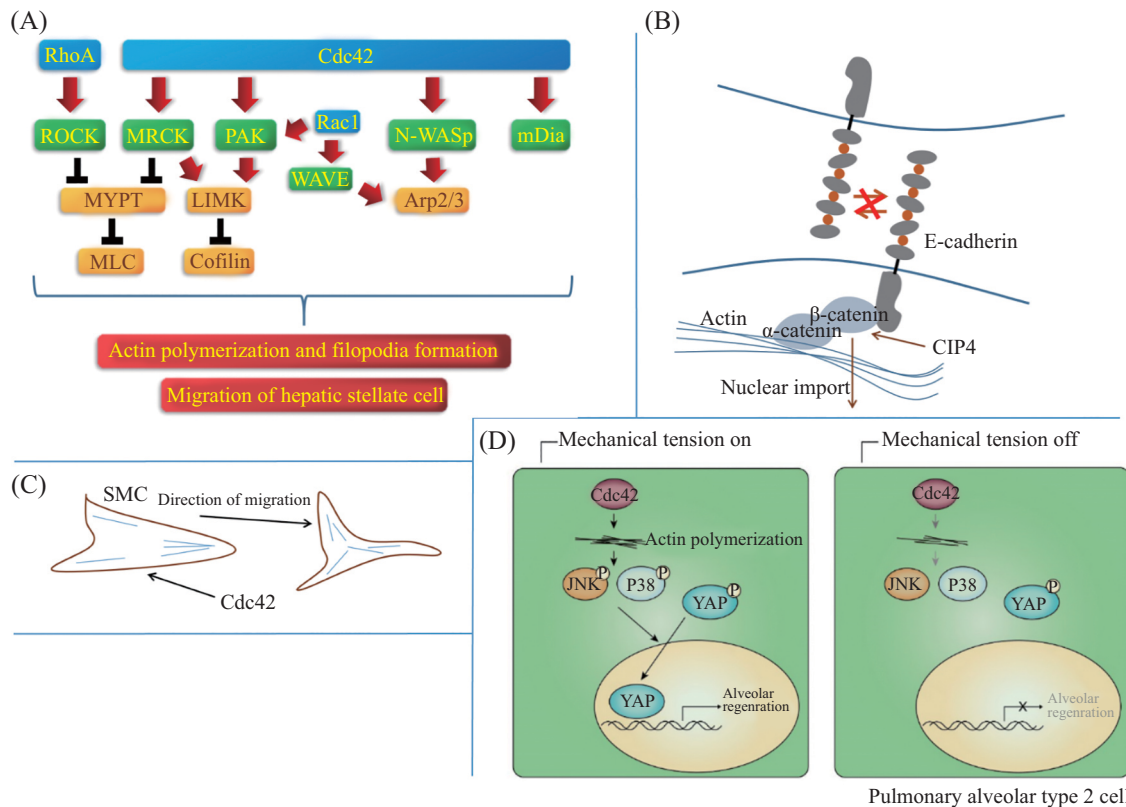 (A)
RhoA
Cdc42
ROCK
MRCK
PAK
Rac1
N-WASp
mDia
WAVE
MYPT
LIMK
Arp2/3
MLC
Cofilin
Actin polymerization and filopodia formation
Migration of hepatic stellate cell
(B)
E-cadherin
Actin
β-catenin
α-catenin
CIP4
Nuclear import
(C)
SMC
Direction of migration
Cdc42
(D)
Mechanical tension on
Cdc42
Actin polymerization
P
P
JNK
P38
P
YAP
YAP
Alveolar
regenration
Mechanical tension off
Cdc42
JNK
P38
P
YAP
X
Alveolar
regenration
Pulmonary alveolar type 2 cell